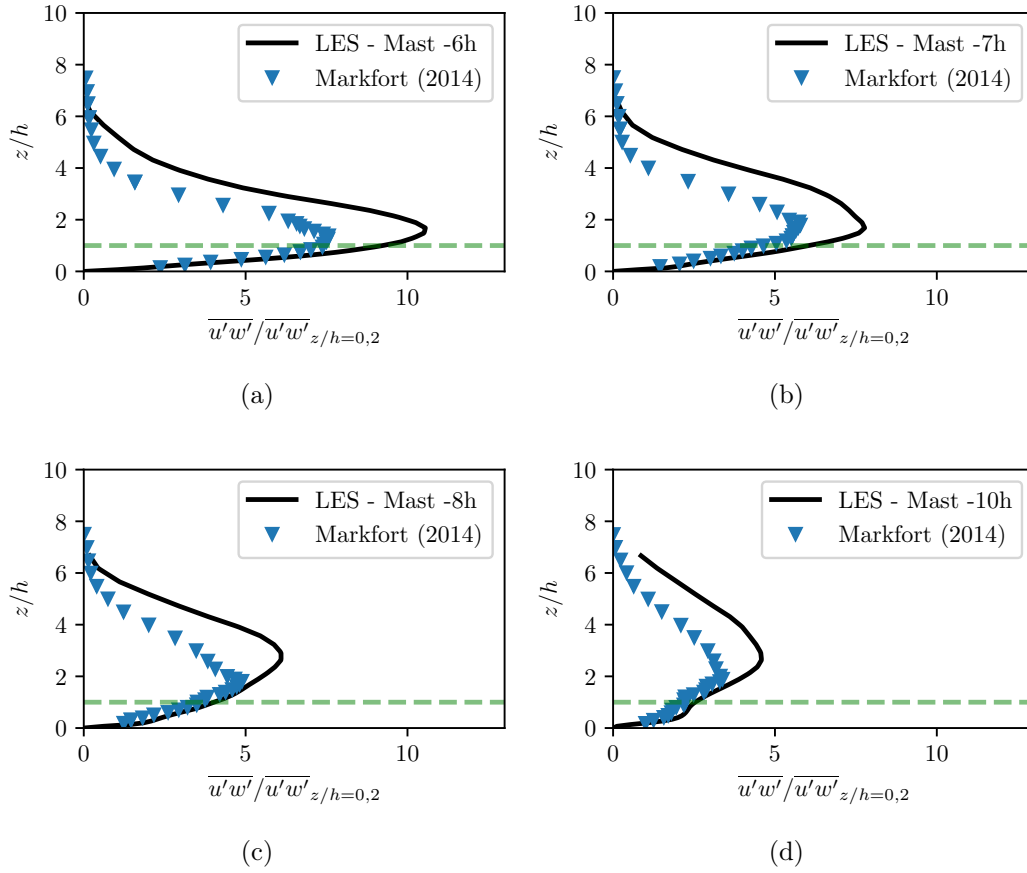 10
8
6
4
2
0
z/h
LES - Mast -6h
Markfort (2014)
0 5 10
u′w′/u′w′z/h=0,2
(a)
10
8
6
4
2
0
z/h
LES - Mast -7h
Markfort (2014)
0 5 10
u′w′/u′w′z/h=0,2
(b)
10
8
6
4
2
0
z/h
LES - Mast -8h
Markfort (2014)
0 5 10
u′w′/u′w′z/h=0,2
(c)
10
8
6
4
2
0
z/h
LES - Mast -10h
Markfort (2014)
0 5 10
u′w′/u′w′z/h=0,2
(d)